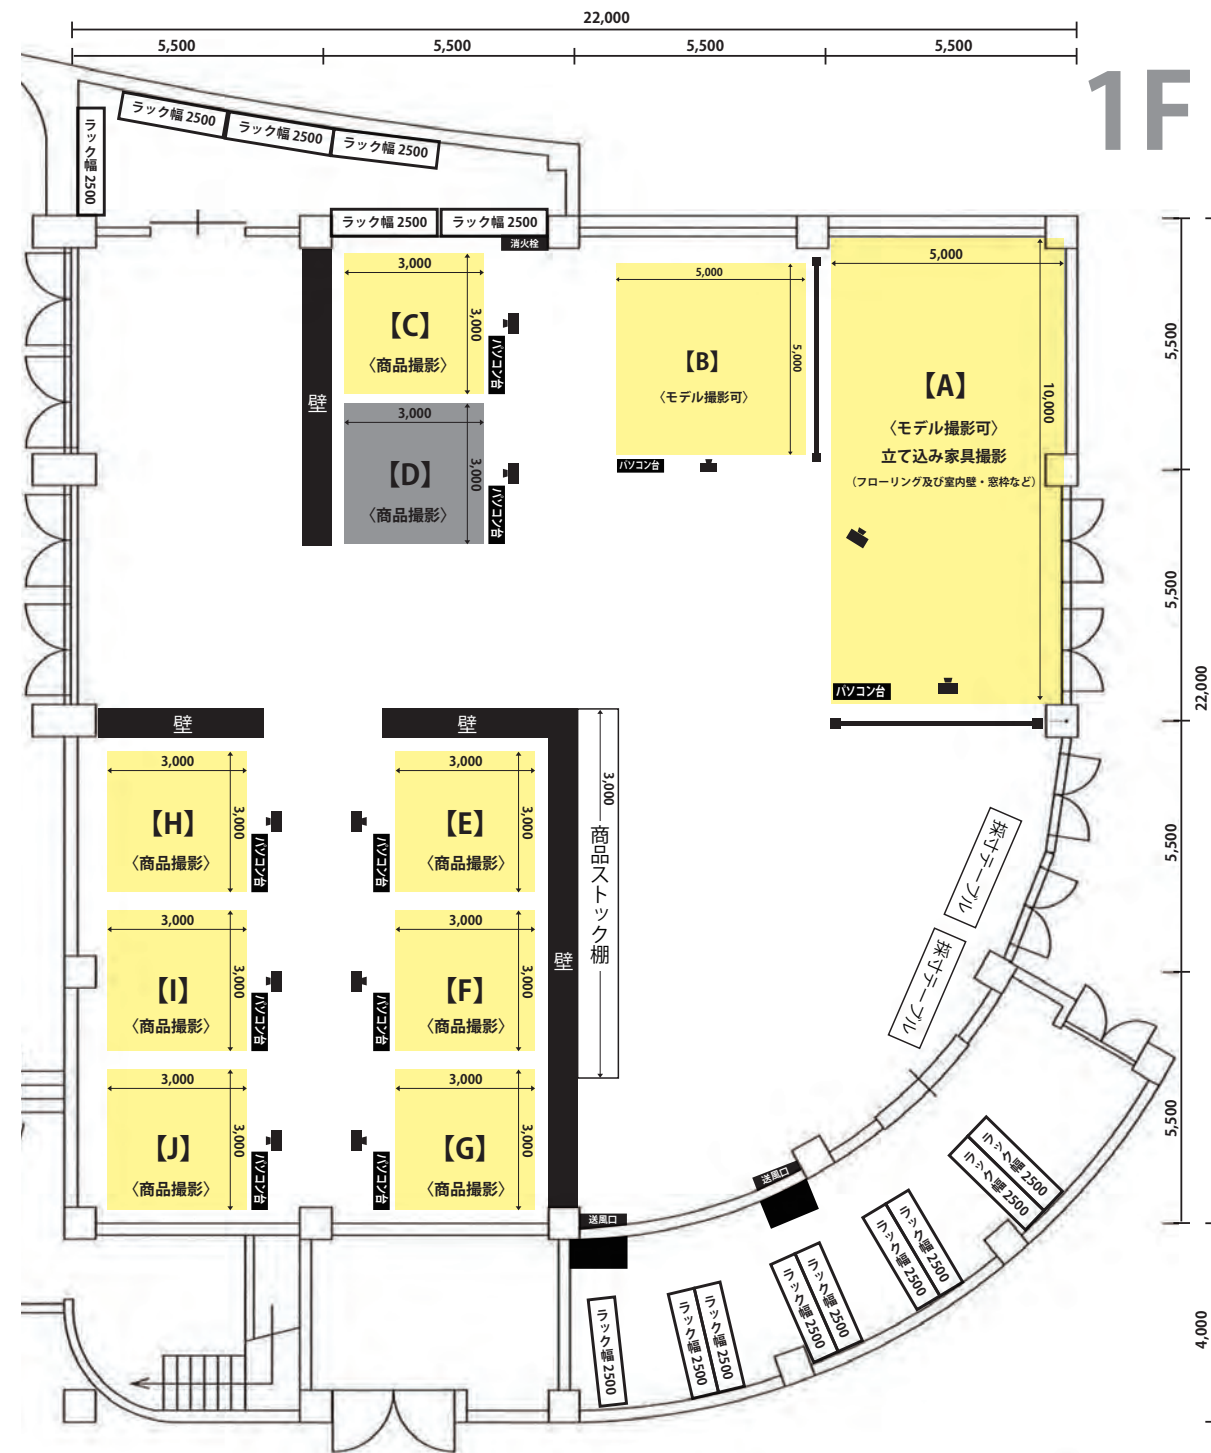 22,000
5,500
5,500
5,500
5,500
1F
ラック幅 2500
ラック幅 2500
ラック幅 2500
ラック幅 2500
ラック幅 2500
ラック幅 2500
消火栓
3,000
3,000
【C】
〈商品撮影〉
パソコン台
壁
3,000
3,000
【D】
〈商品撮影〉
パソコン台
5,000
5,000
【B】
〈モデル撮影可〉
パソコン台
5,000
10,000
【A】
〈モデル撮影可〉
立て込み家具撮影
（フローリング及び室内壁・窓枠など）
パソコン台
5,500
5,500
22,000
5,500
5,500
4,000
壁
壁
壁
3,000
3,000
【H】
〈商品撮影〉
パソコン台
3,000
3,000
【E】
〈商品撮影〉
パソコン台
3,000
商品ストック棚
採寸テーブル
採寸テーブル
3,000
3,000
【I】
〈商品撮影〉
パソコン台
3,000
3,000
【F】
〈商品撮影〉
パソコン台
3,000
3,000
【J】
〈商品撮影〉
パソコン台
3,000
3,000
【G】
〈商品撮影〉
パソコン台
送風口
送風口
ラック幅 2500
ラック幅 2500
ラック幅 2500
ラック幅 2500
ラック幅 2500
ラック幅 2500
ラック幅 2500
ラック幅 2500
ラック幅 2500